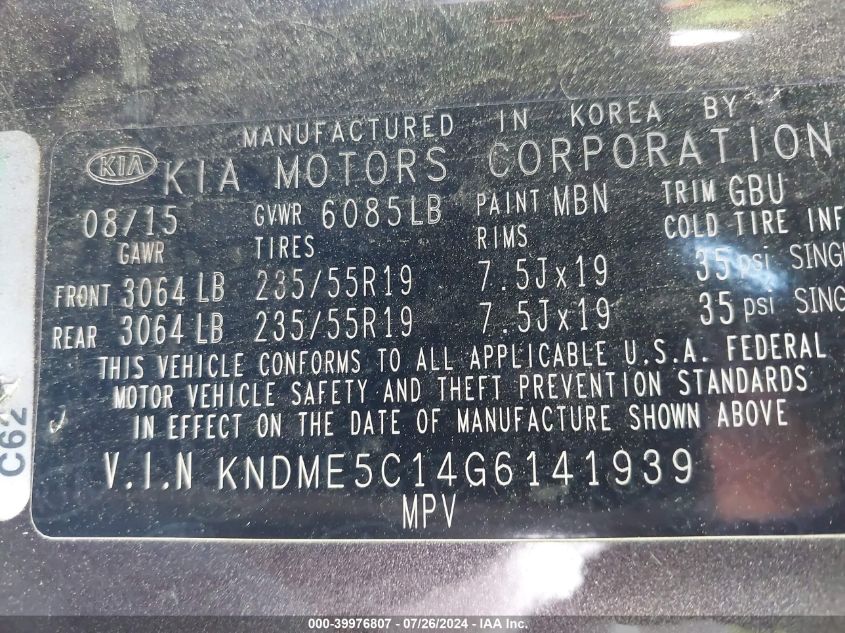 MANUFACTURED IN KOREA BY
KIA KIA MOTORS CORPORATION
08/15 GVWR 6085LB PAINT MBN TRIM GBU
GAWR TIRES RIMS COLD TIRE INF
FRONT 3064 LB 235/55R19 7.5Jx19 35 psi SINGL
REAR 3064 LB 235/55R19 7.5Jx19 35 psi SING
THIS VEHICLE CONFORMS TO ALL APPLICABLE U.S.A. FEDERAL
MOTOR VEHICLE SAFETY AND THEFT PREVENTION STANDARDS
IN EFFECT ON THE DATE OF MANUFACTURE SHOWN ABOVE
V.I.N KNDME5C14G6141939
MPV
C62
000-39976807 - 07/26/2024 - IAA Inc.